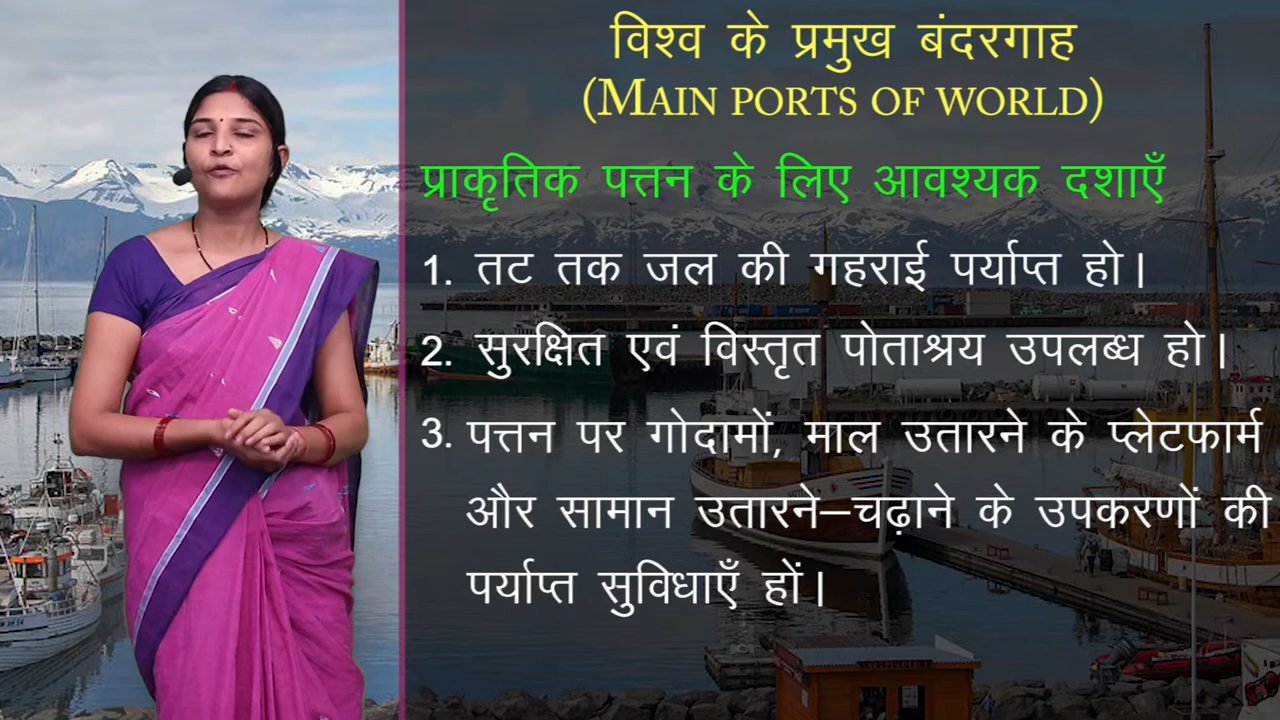 विश्व के प्रमुख बंदरगाह
(MAIN PORTS OF WORLD)
प्राकृतिक पत्तन के लिए आवश्यक दशाएँ
1. तट तक जल की गहराई पर्याप्त हो।
2. सुरक्षित एवं विस्तृत पोताश्रय उपलब्ध हो।
3. पत्तन पर गोदामों, माल उतारने के प्लेटफार्म
और सामान उतारने–चढ़ाने के उपकरणों की
पर्याप्त सुविधाएँ हों।